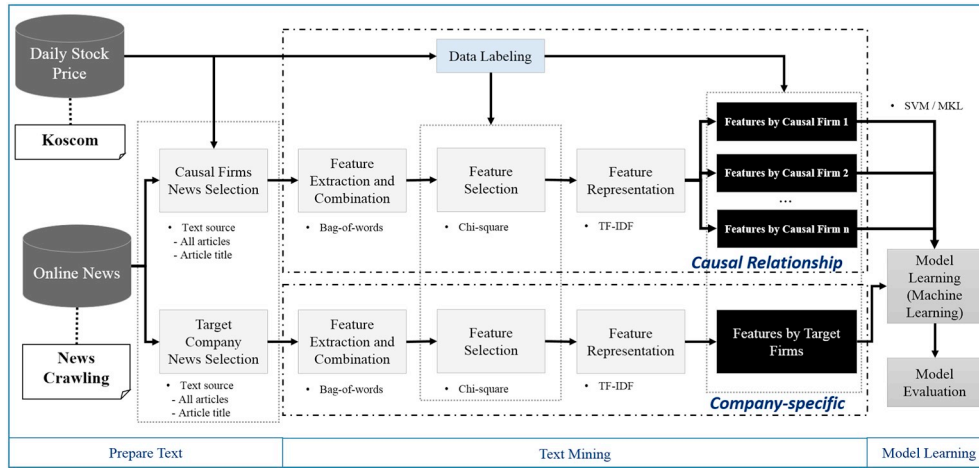 Daily Stock
Price
Koscom
Data Labeling
Causal Firms
News Selection
• Text source
- All articles
- Article title
Feature
Extraction and
Combination
• Bag-of-words
Feature
Selection
• Chi-square
Feature
Representation
• TF-IDF
Features by Causal Firm 1
Features by Causal Firm 2
...
Features by Causal Firm n
• SVM / MKL
Causal Relationship
Online News
News
Crawling
Target
Company
News Selection
• Text source
- All articles
- Article title
Feature
Extraction and
Combination
• Bag-of-words
Feature
Selection
• Chi-square
Feature
Representation
• TF-IDF
Features by Target
Firms
Company-specific
Model
Learning
(Machine
Learning)
Model
Evaluation
Prepare Text
Text Mining
Model Learning